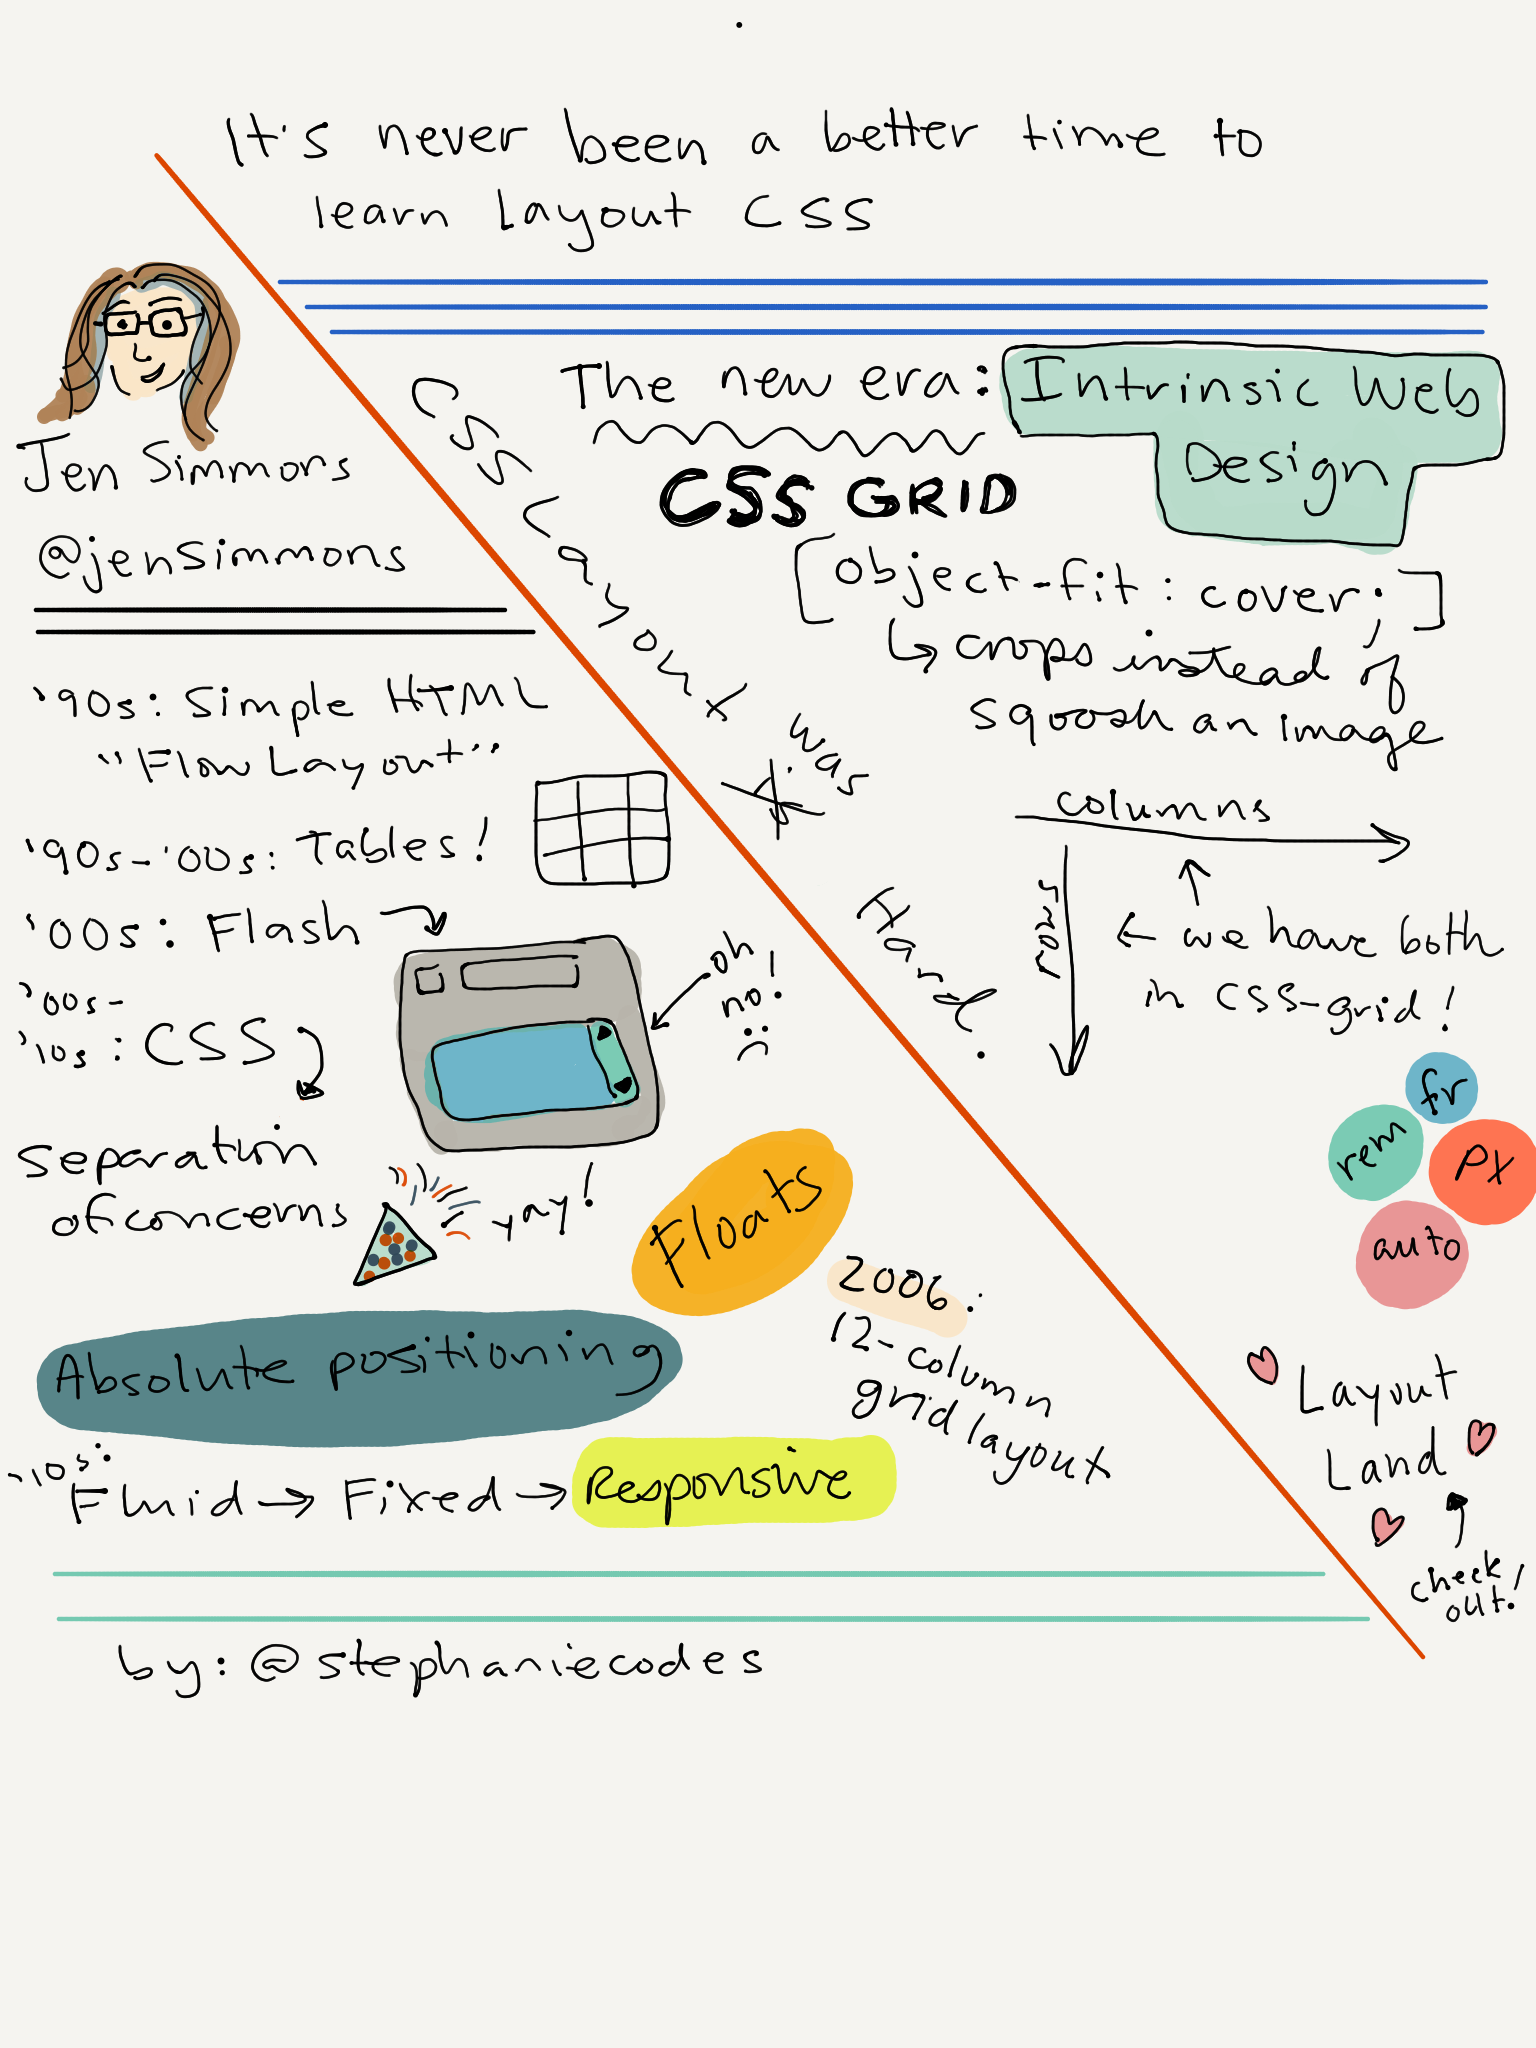 It's never been a better time to
learn Layout CSS
Jen Simmons
@jensimmons
'90s: Simple HTML
"Flow Layout"
'90s-'00s: Tables!
'00s: Flash
oh
no!
'00s-
'10s: CSS
separation
of concerns
yay!
Floats
Absolute positioning
2006:
12-column
grid layout
'10s:
Fluid → Fixed → Responsive
CSS Layout was
Hard.
The new era: Intrinsic Web
Design
CSS GRID
[object-fit: cover;]
↳ crops instead of
squoosh an image
columns
rows
← we have both
in CSS-grid!
fr
rem
px
auto
Layout
Land
check
out!
by: @stephaniecodes